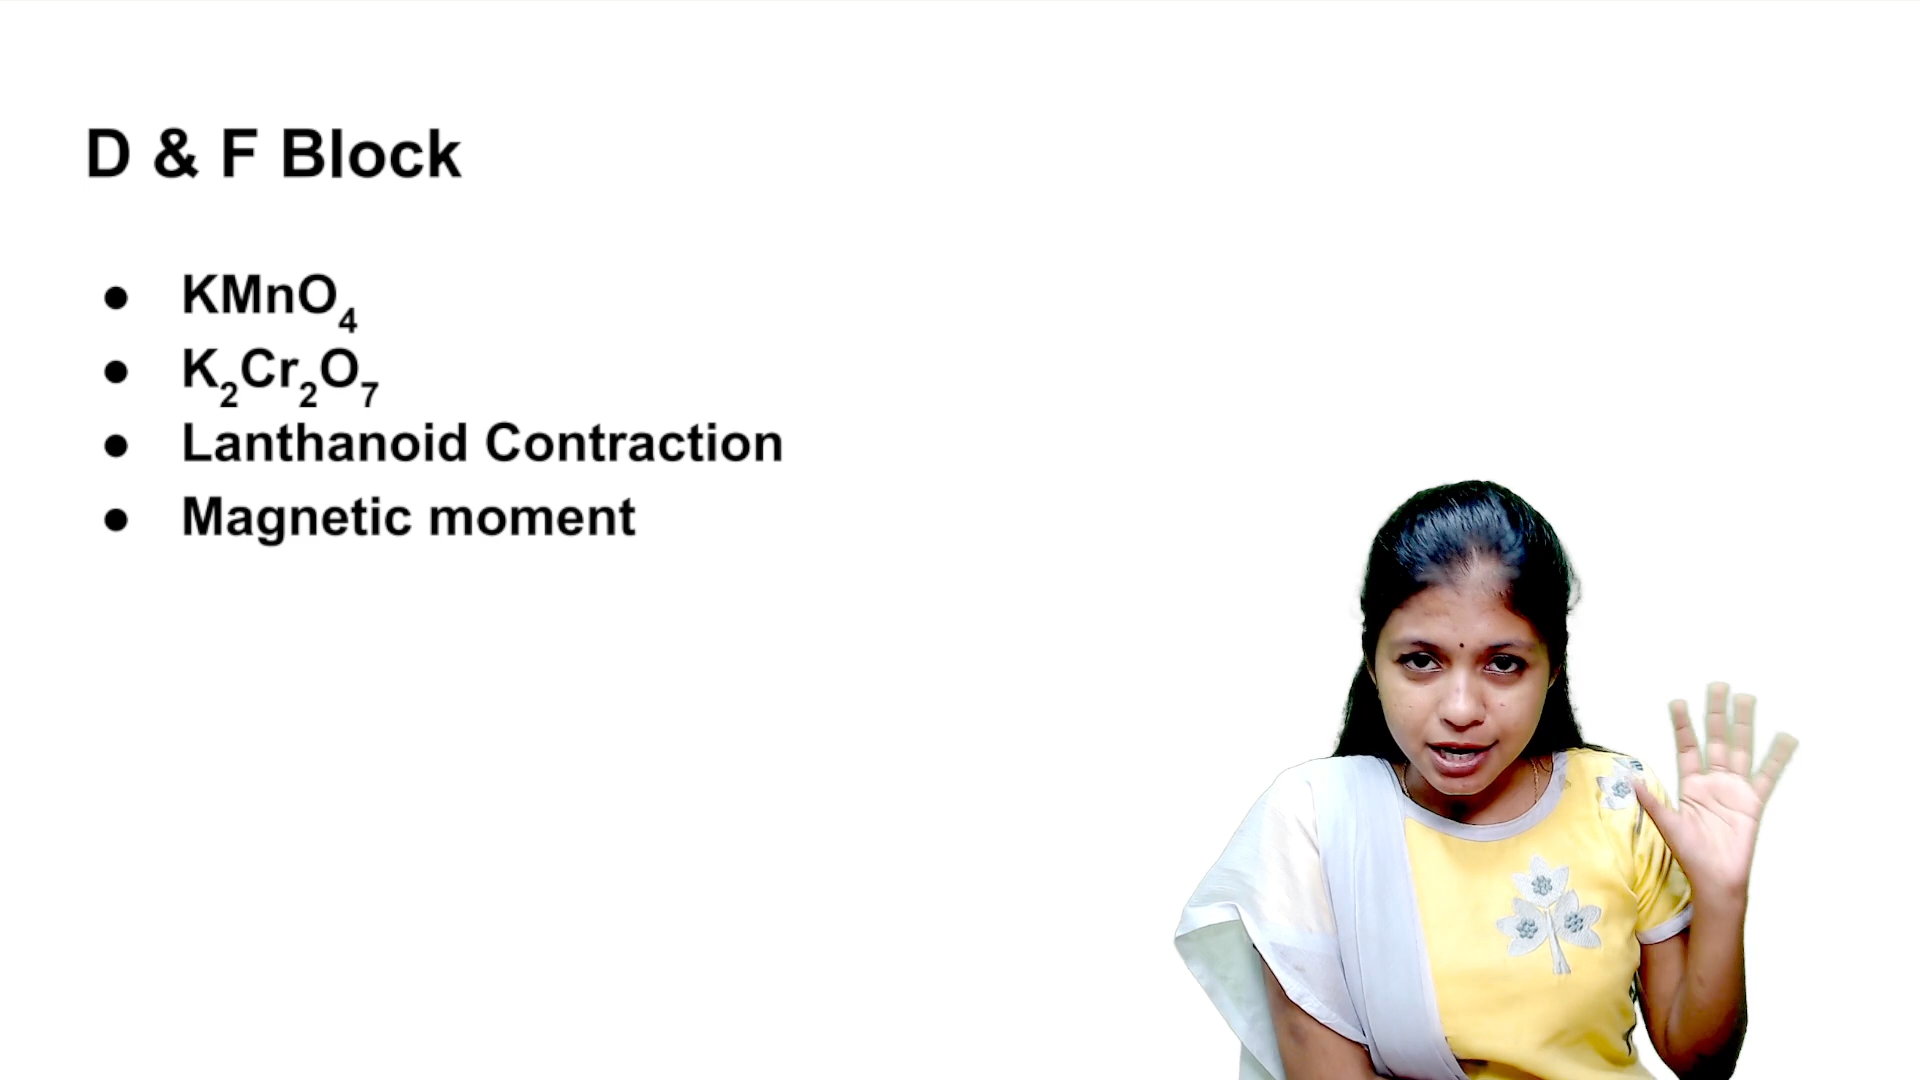 D & F Block
● KMnO₄
● K₂Cr₂O₇
● Lanthanoid Contraction
● Magnetic moment